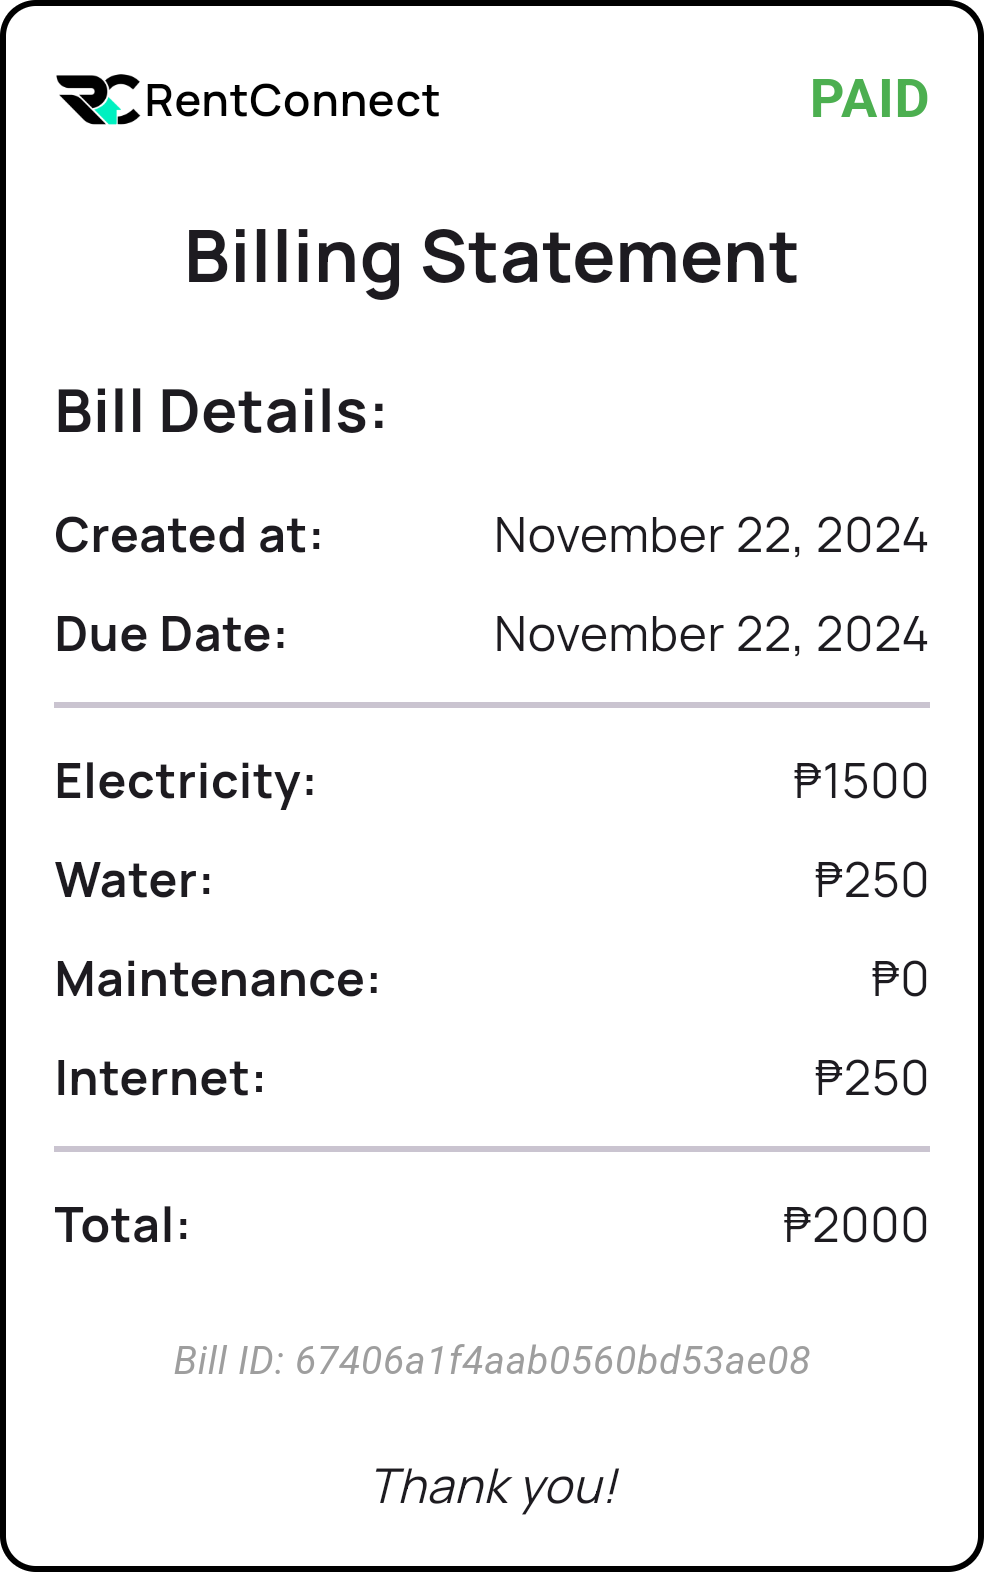 RentConnect PAID
Billing Statement
Bill Details:
Created at: November 22, 2024
Due Date: November 22, 2024
Electricity: ₱1500
Water: ₱250
Maintenance: ₱0
Internet: ₱250
Total: ₱2000
Bill ID: 67406a1f4aab0560bd53ae08
Thank you!